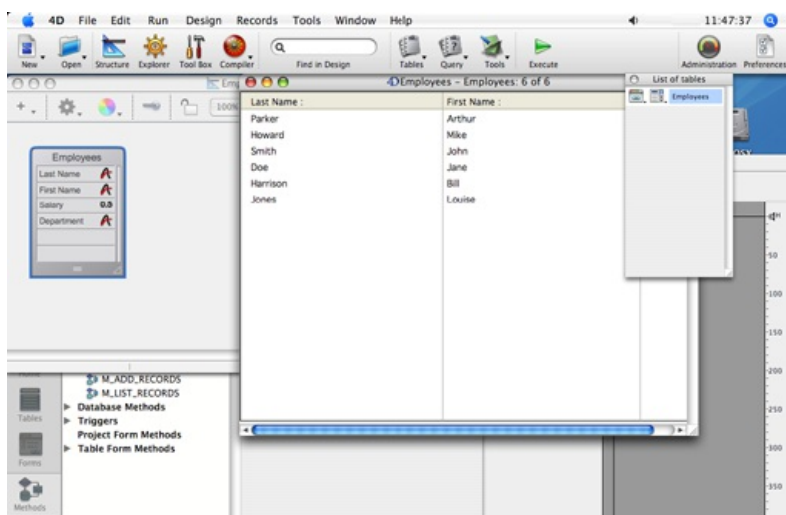 4D File Edit Run Design Records Tools Window Help 11:47:37
New Open Structure Explorer Tool Box Compiler Find in Design Tables Query Tools Execute Administration Preferences
Employees - Employees: 6 of 6
List of tables
Employees
100%
Last Name : First Name :
Parker Arthur
Howard Mike
Smith John
Doe Jane
Harrison Bill
Jones Louise
Employees
Last Name
First Name
Salary 0.5
Department
M_ADD_RECORDS
M_LIST_RECORDS
Database Methods
Triggers
Project Form Methods
Table Form Methods
Tables
Forms
Methods
50
100
200
250
300
350